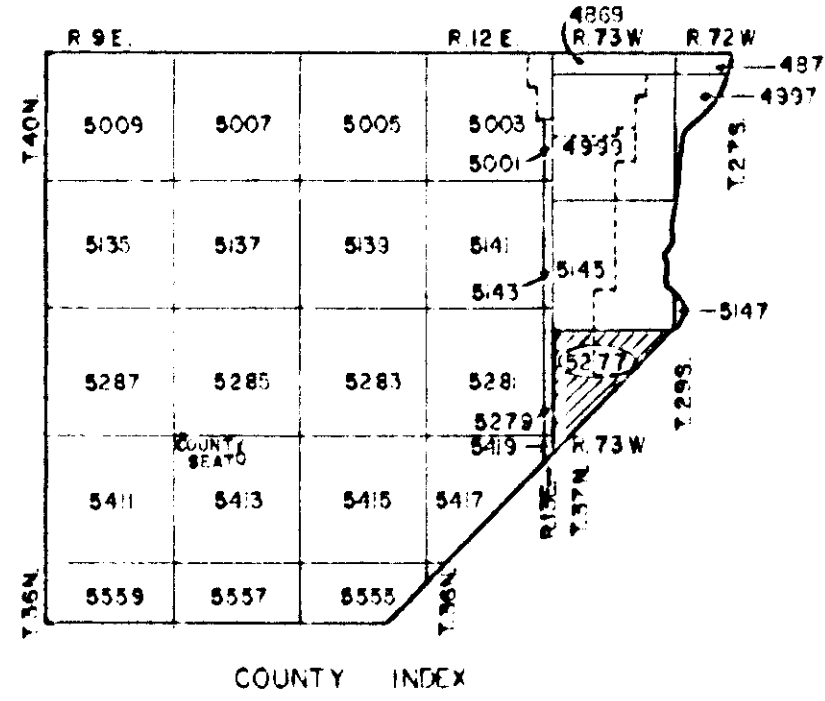 4869
R 9 E. R. 12 E. R. 73 W R. 72 W
487
4997
T 40 N.
5009 5007 5005 5003
5001
4999
T. 27 S.
5135 5137 5139 5141
5143
5145
5147
5287 5285 5283 5281
5277
5279
T. 29 S.
COUNTY
SEAT
5419
R. 73 W
5411 5413 5415 5417
R. 13 E.
T. 37 N.
T. 36 N.
5559 5557 5555
T. 36 N.
COUNTY INDEX